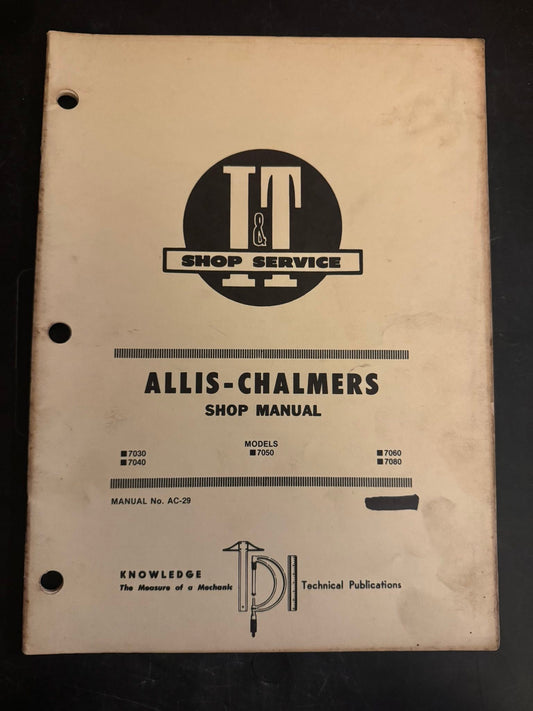 I&T
SHOP SERVICE
ALLIS-CHALMERS
SHOP MANUAL
MODELS
■7030 ■7050 ■7060
■7040 ■7080
MANUAL No. AC-29
KNOWLEDGE
The Measure of a Mechanic
TDI
Technical Publications